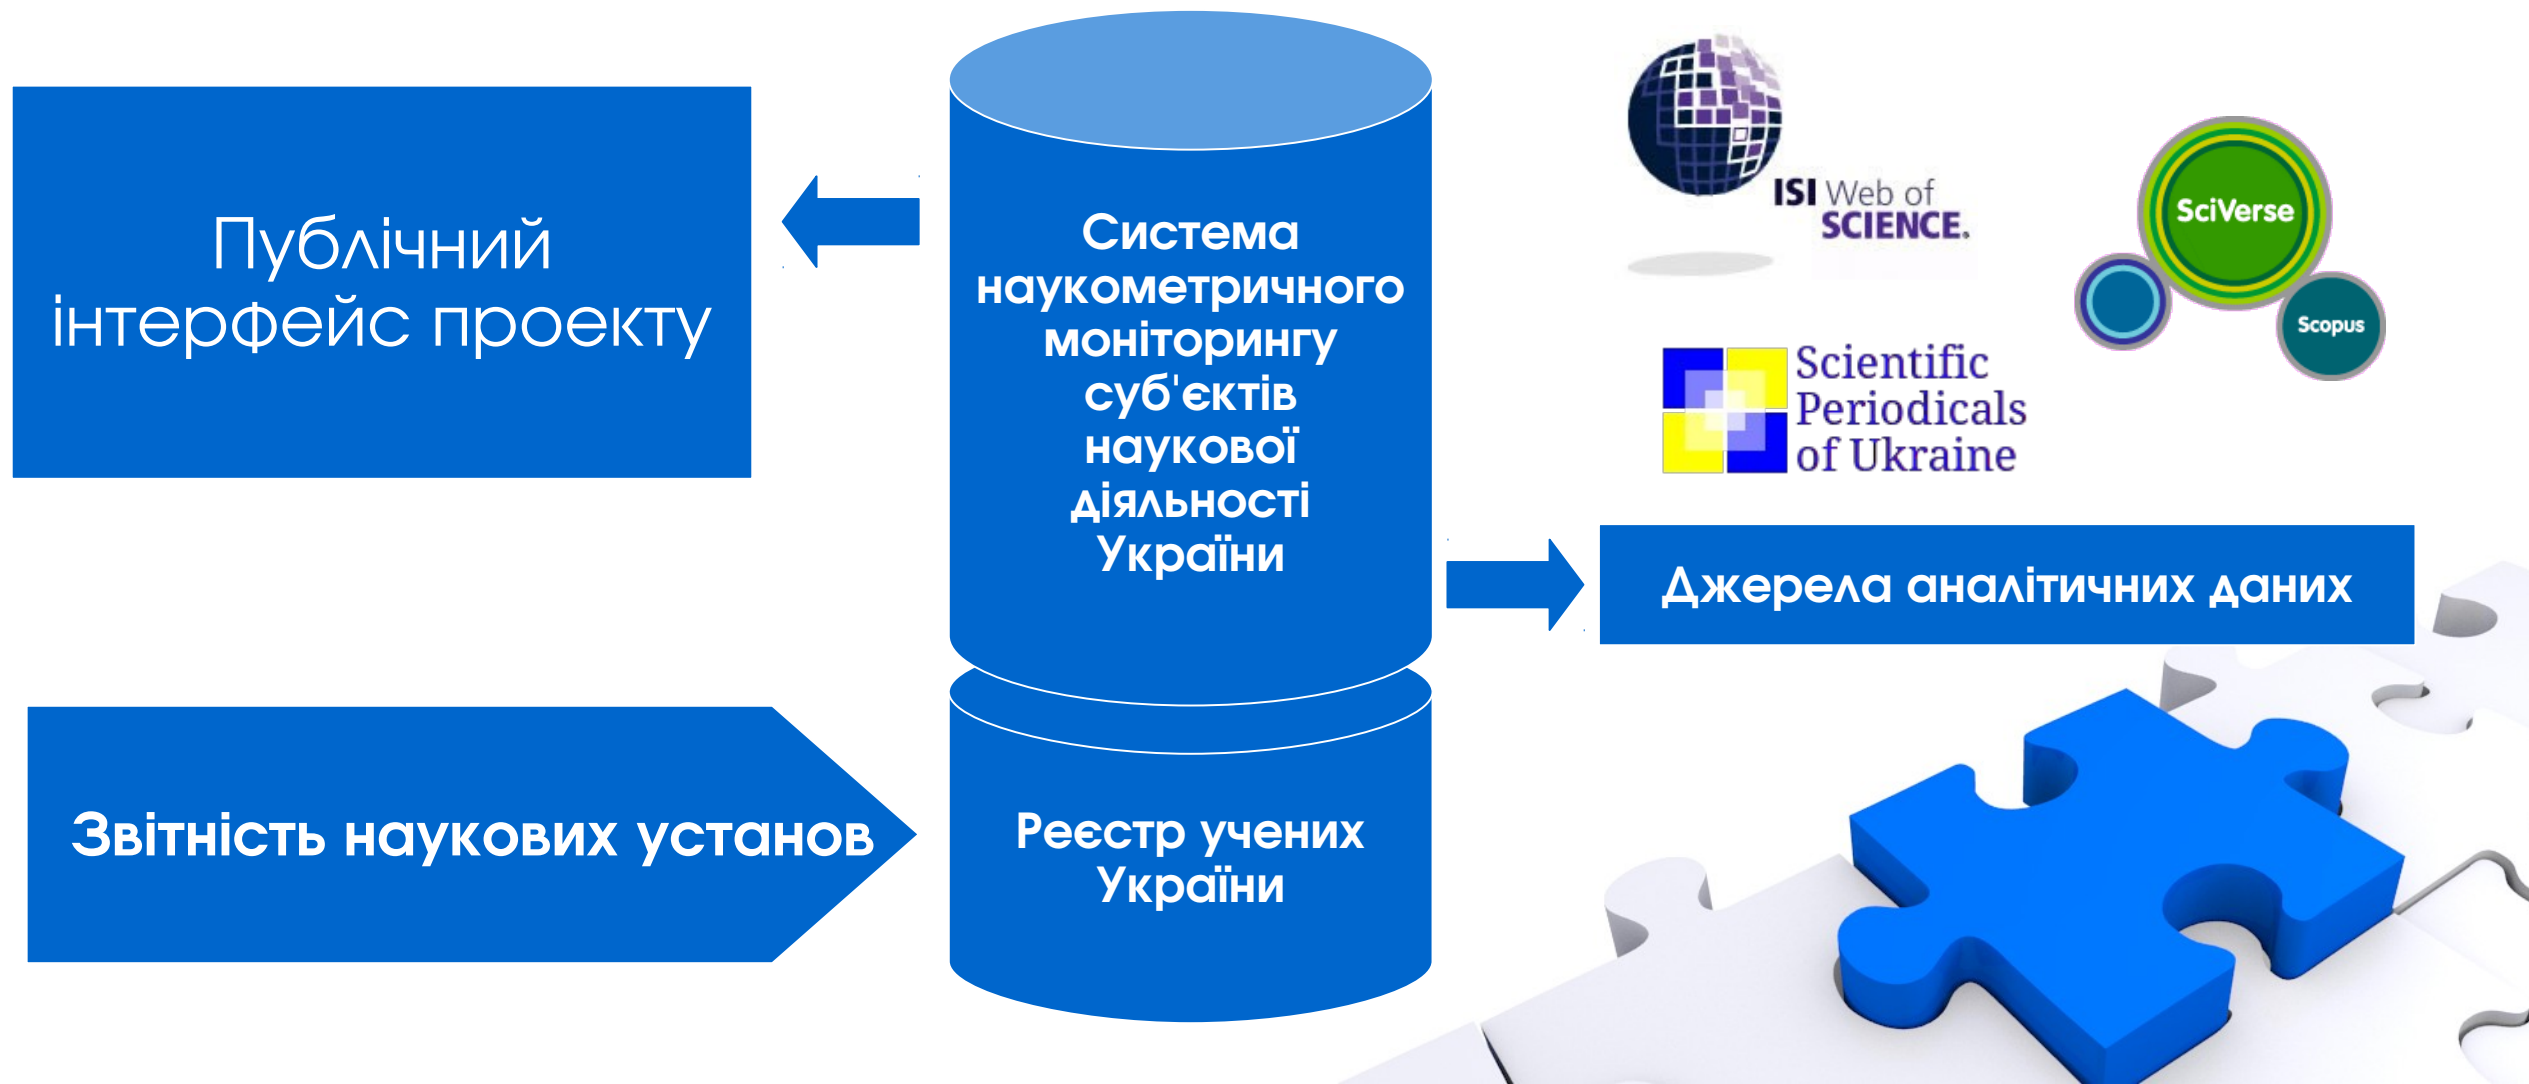 Публічний
інтерфейс проекту
Система
наукометричного
моніторингу
суб'єктів
наукової
діяльності
України
ISI Web of
SCIENCE.
SciVerse
Scopus
Scientific
Periodicals
of Ukraine
Джерела аналітичних даних
Звітність наукових установ
Реєстр учених
України